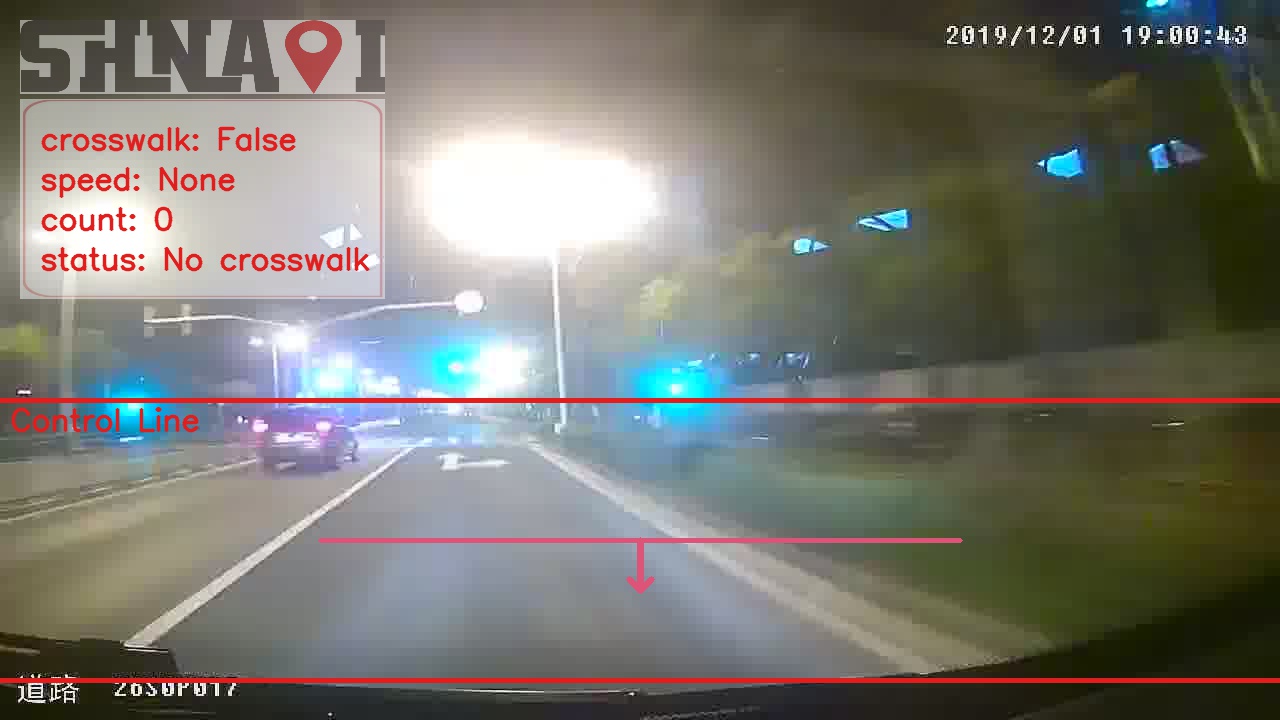 SHNAVI
2019/12/01 19:00:43
crosswalk: False
speed: None
count: 0
status: No crosswalk
Control Line
道路